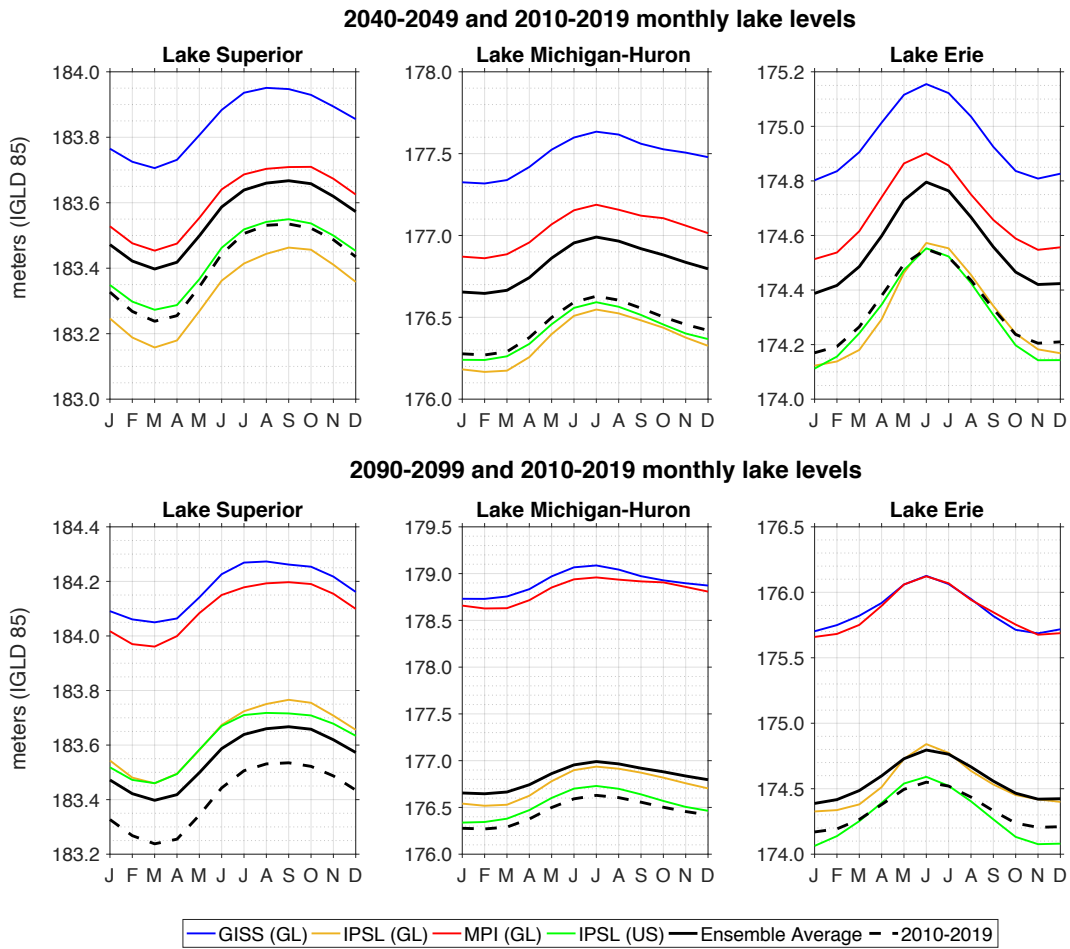 2040-2049 and 2010-2019 monthly lake levels
Lake Superior
Lake Michigan-Huron
Lake Erie
meters (IGLD 85)
184.0
183.8
183.6
183.4
183.2
183.0
J F M A M J J A S O N D
178.0
177.5
177.0
176.5
176.0
J F M A M J J A S O N D
175.2
175.0
174.8
174.6
174.4
174.2
174.0
J F M A M J J A S O N D
2090-2099 and 2010-2019 monthly lake levels
Lake Superior
Lake Michigan-Huron
Lake Erie
meters (IGLD 85)
184.4
184.2
184.0
183.8
183.6
183.4
183.2
J F M A M J J A S O N D
179.5
179.0
178.5
178.0
177.5
177.0
176.5
176.0
J F M A M J J A S O N D
176.5
176.0
175.5
175.0
174.5
174.0
J F M A M J J A S O N D
GISS (GL) IPSL (GL) MPI (GL) IPSL (US) Ensemble Average 2010-2019